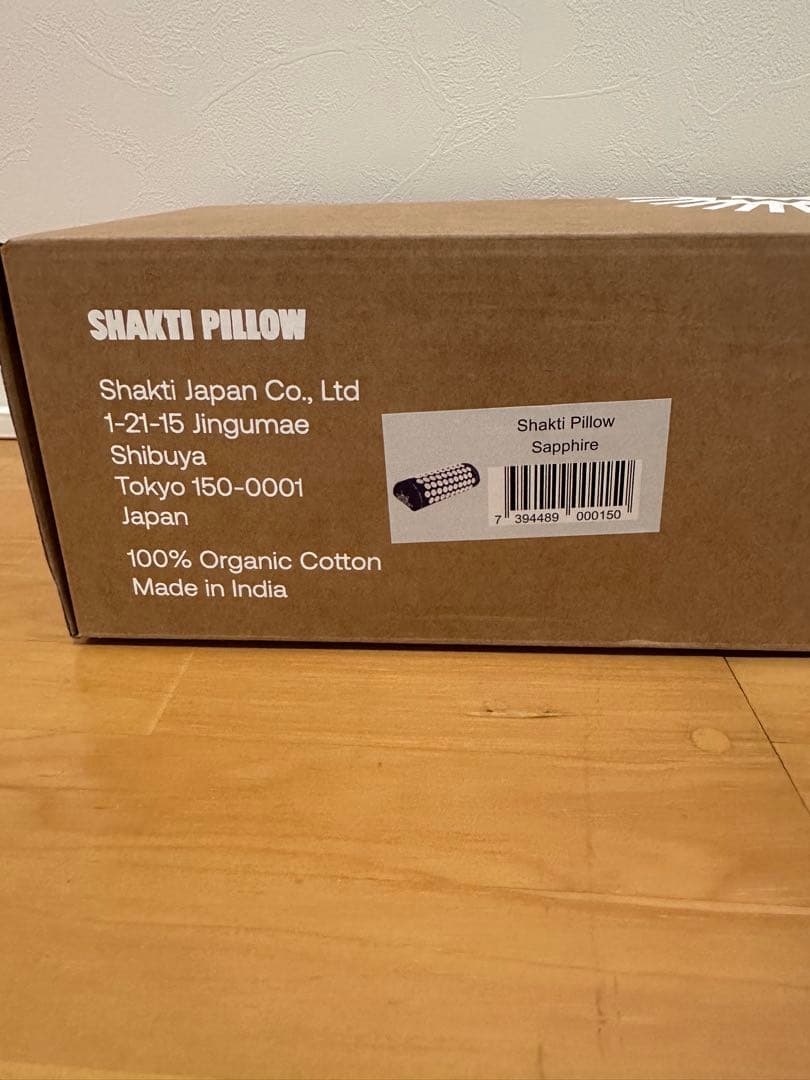 SHAKTI PILLOW
Shakti Japan Co., Ltd
1-21-15 Jingumae
Shibuya
Tokyo 150-0001
Japan
100% Organic Cotton
Made in India
Shakti Pillow
Sapphire
7 394489 000150